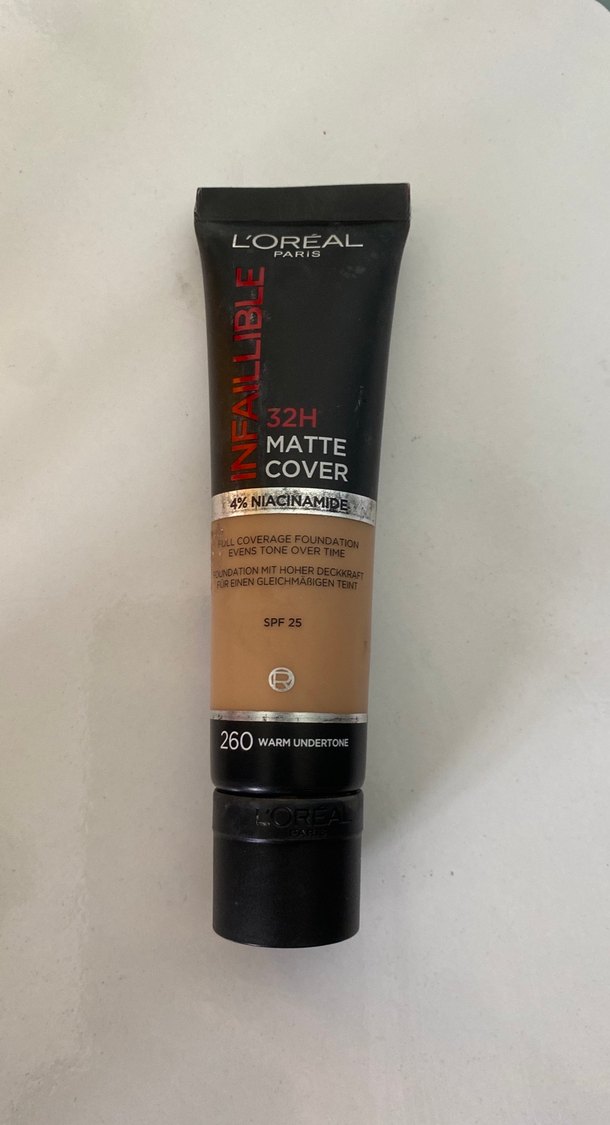 L'ORÉAL
PARIS
INFAILLIBLE
32H
MATTE
COVER
4% NIACINAMIDE
FULL COVERAGE FOUNDATION
EVENS TONE OVER TIME
FOUNDATION MIT HOHER DECKKRAFT
FÜR EINEN GLEICHMÄßIGEN TEINT
SPF 25
260 WARM UNDERTONE
L'ORÉAL
PARIS